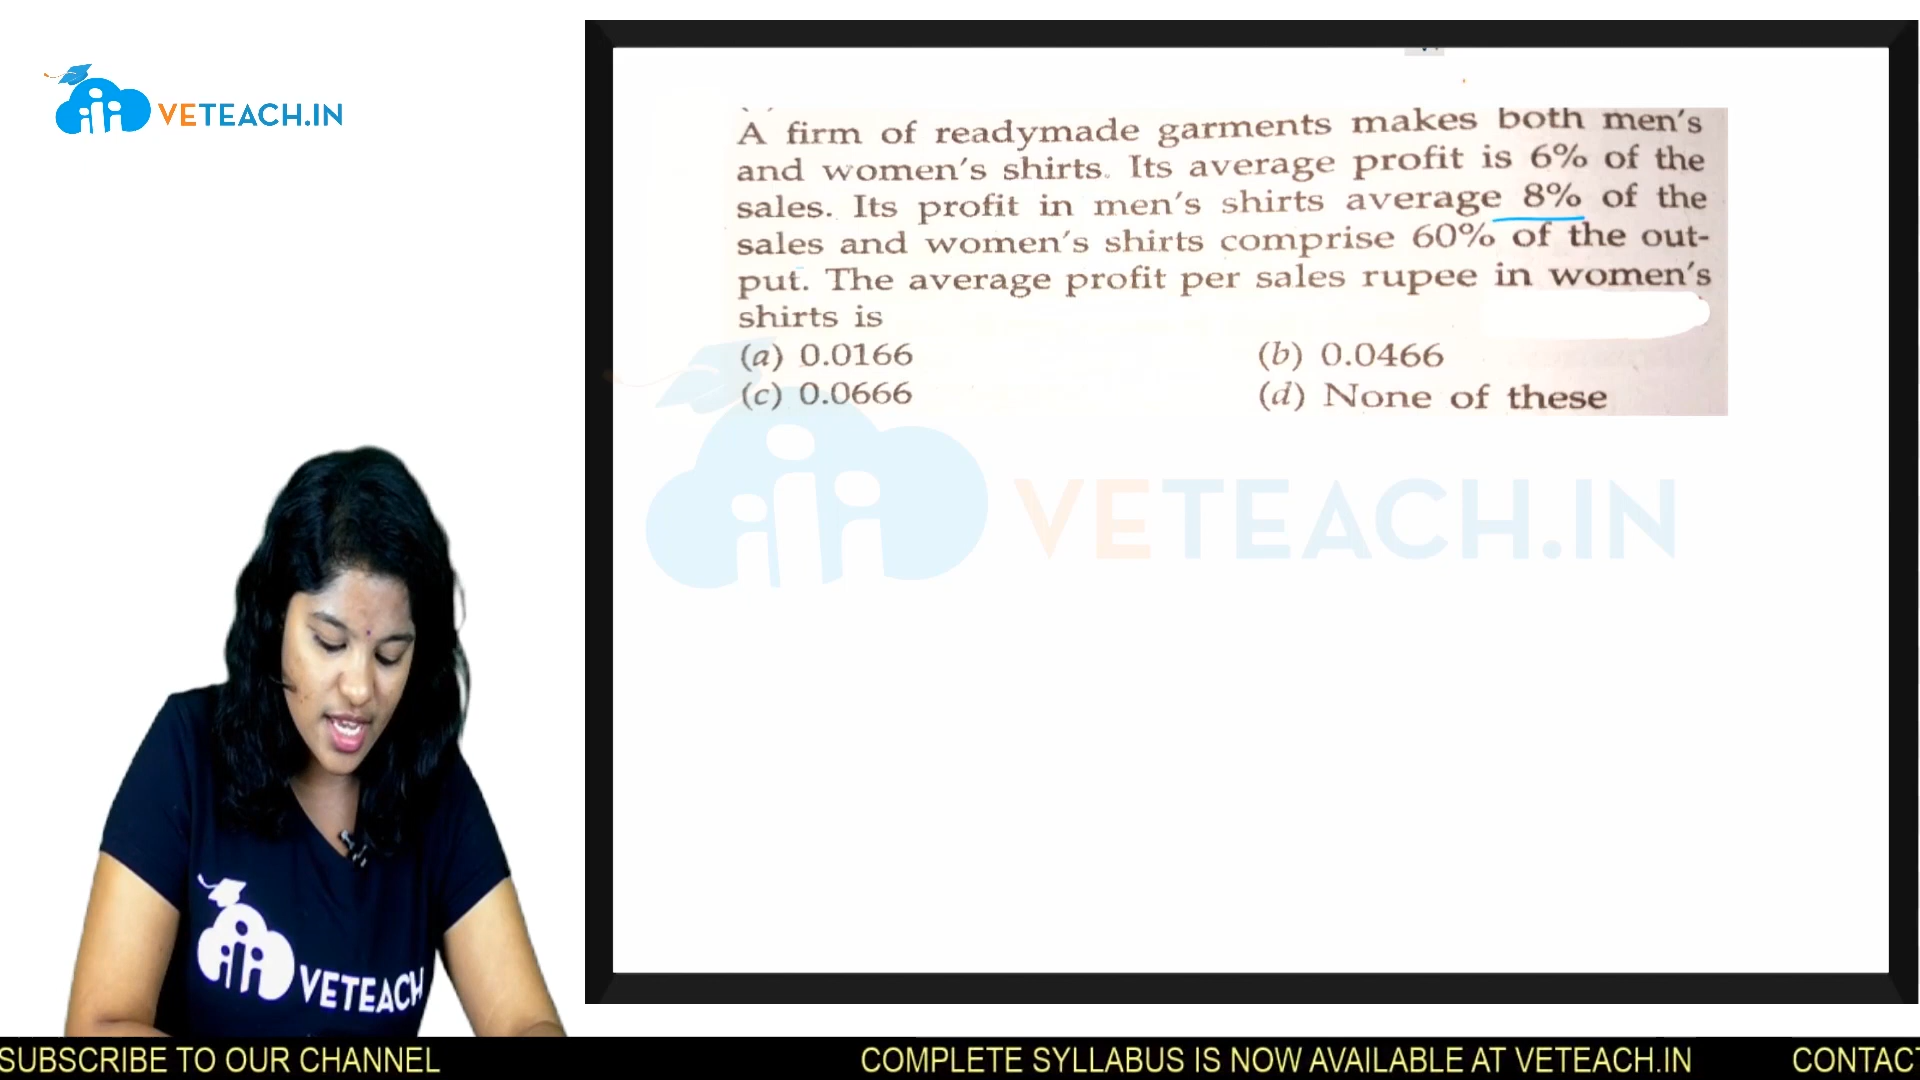 VETEACH.IN
A firm of readymade garments makes both men's
and women's shirts. Its average profit is 6% of the
sales. Its profit in men's shirts average 8% of the
sales and women's shirts comprise 60% of the out-
put. The average profit per sales rupee in women's
shirts is
(a) 0.0166 (b) 0.0466
(c) 0.0666 (d) None of these
VETEACH.IN
VETEACH
SUBSCRIBE TO OUR CHANNEL COMPLETE SYLLABUS IS NOW AVAILABLE AT VETEACH.IN CONTACT